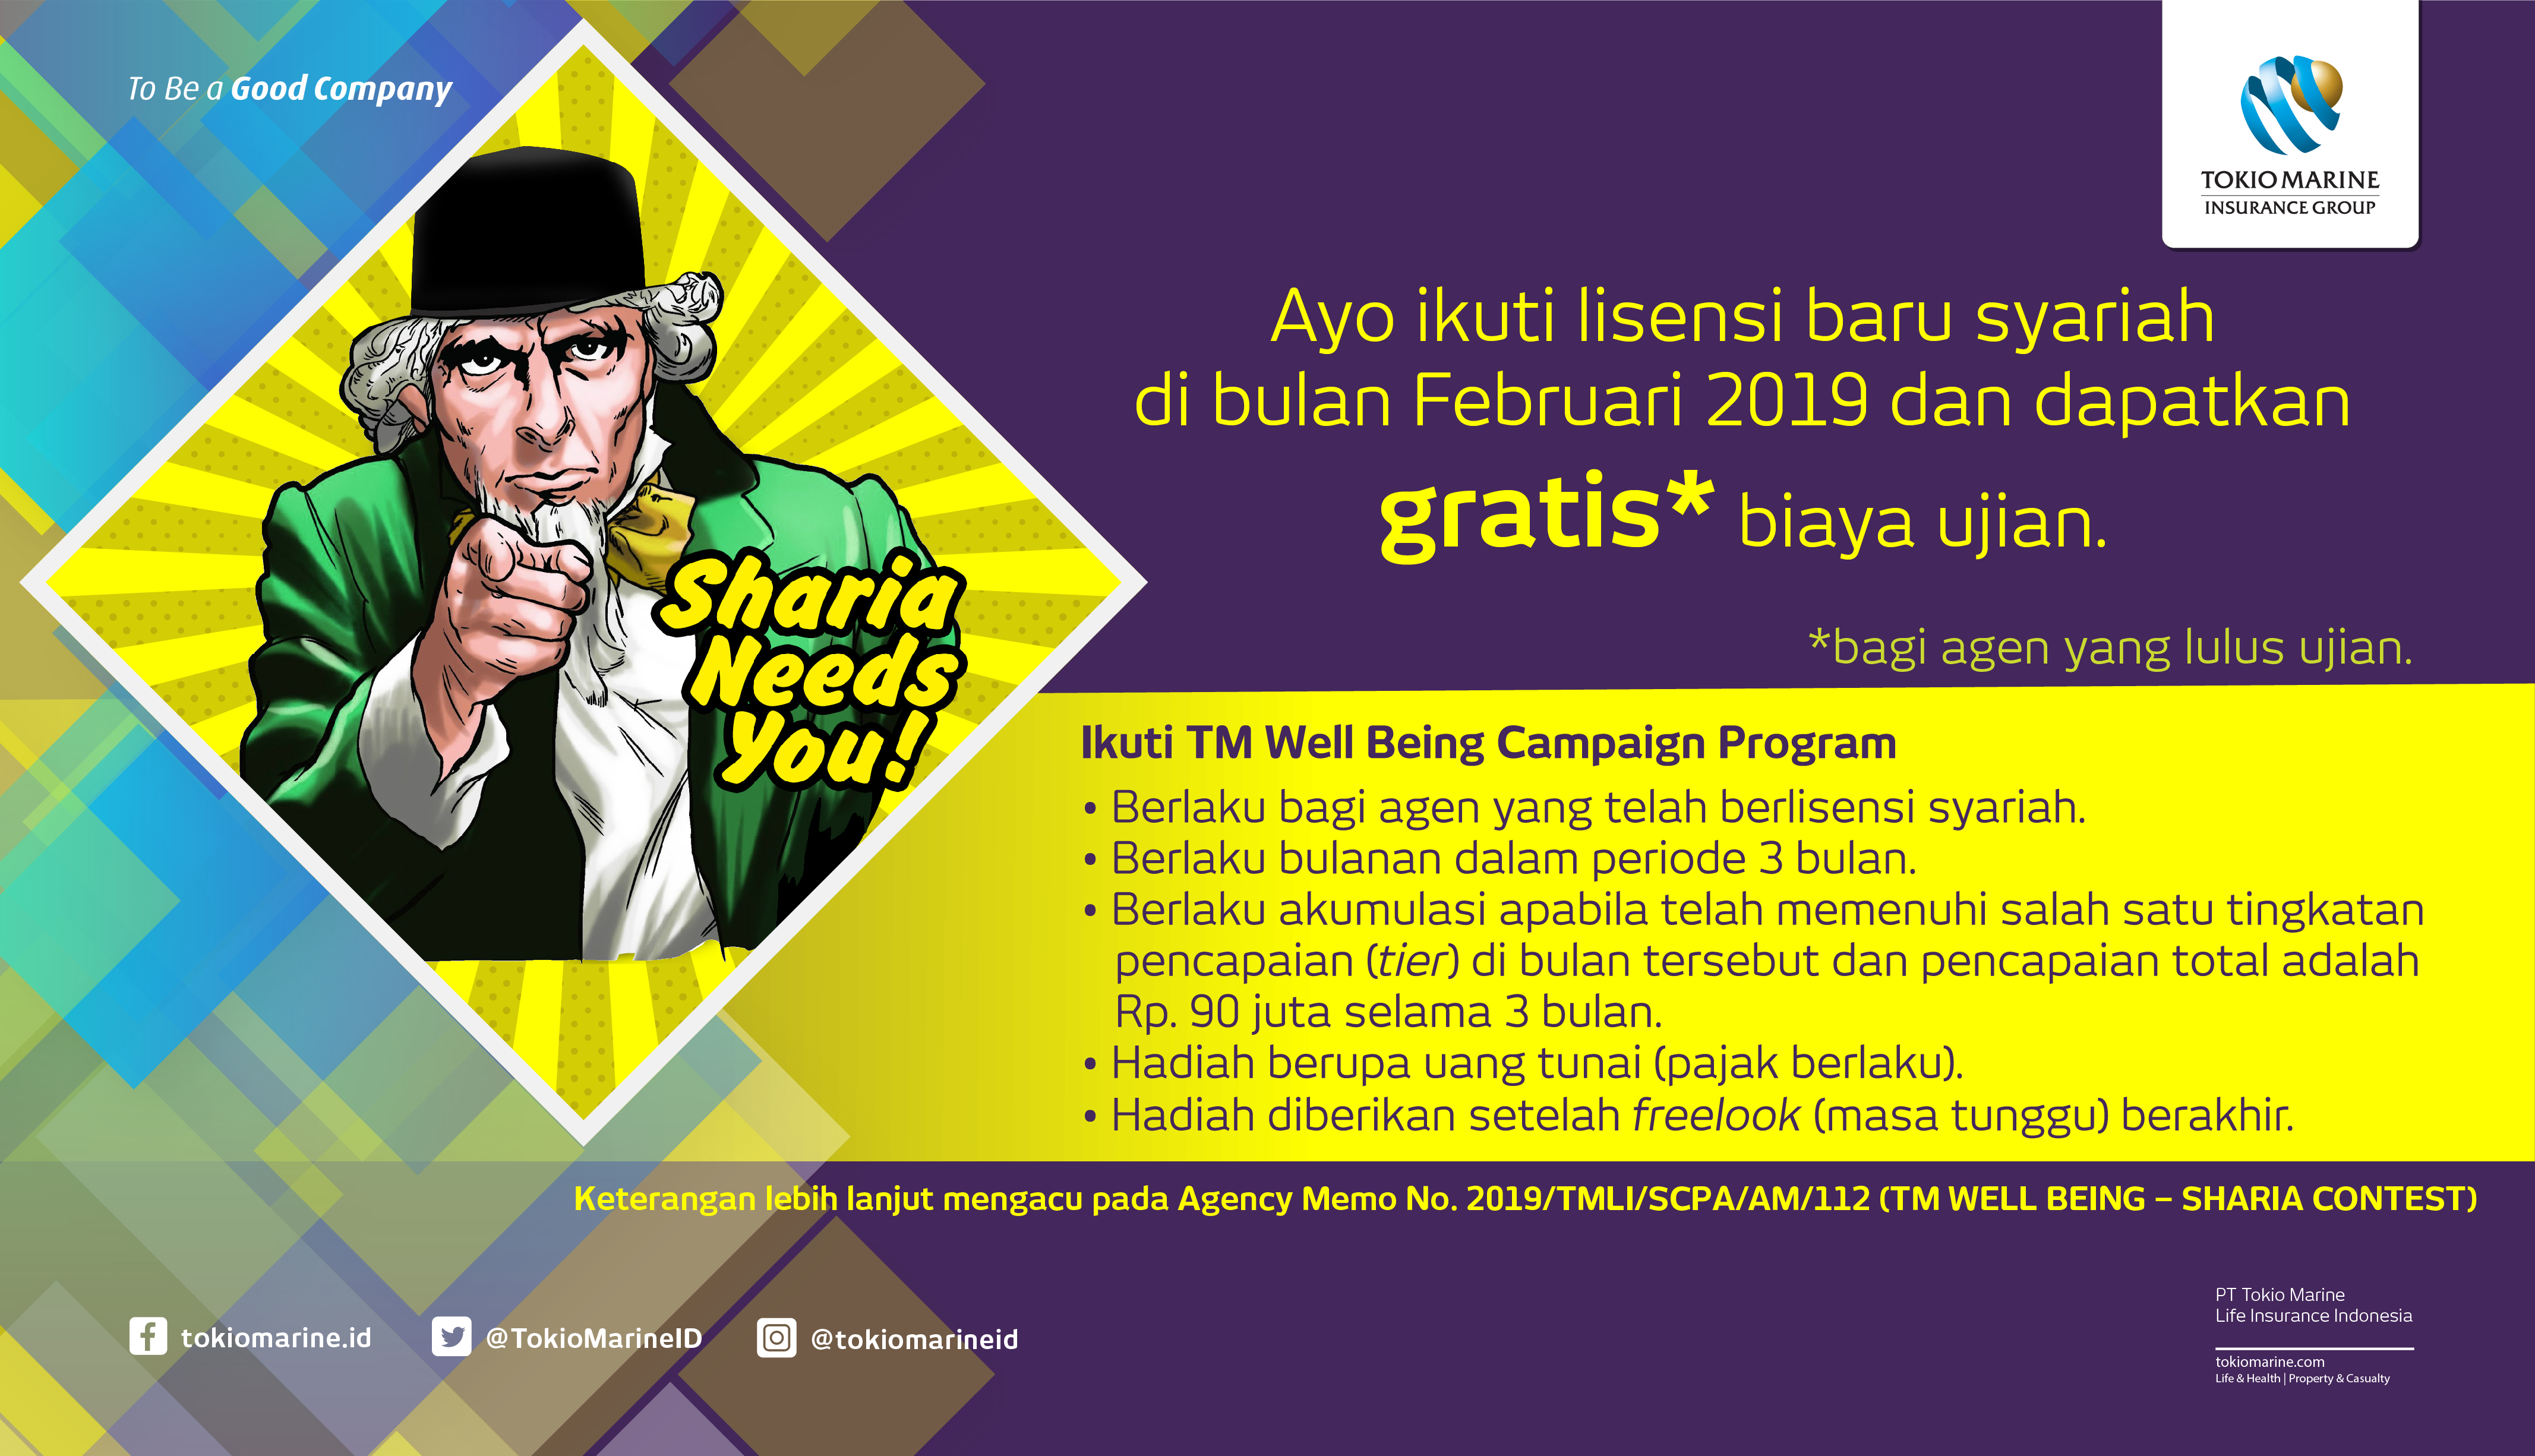 To Be a Good Company
TOKIO MARINE
INSURANCE GROUP
Ayo ikuti lisensi baru syariah
di bulan Februari 2019 dan dapatkan
gratis* biaya ujian.
*bagi agen yang lulus ujian.
Sharia
Needs
You!
Ikuti TM Well Being Campaign Program
• Berlaku bagi agen yang telah berlisensi syariah.
• Berlaku bulanan dalam periode 3 bulan.
• Berlaku akumulasi apabila telah memenuhi salah satu tingkatan
pencapaian (tier) di bulan tersebut dan pencapaian total adalah
Rp. 90 juta selama 3 bulan.
• Hadiah berupa uang tunai (pajak berlaku).
• Hadiah diberikan setelah freelook (masa tunggu) berakhir.
Keterangan lebih lanjut mengacu pada Agency Memo No. 2019/TMLI/SCPA/AM/112 (TM WELL BEING – SHARIA CONTEST)
tokiomarine.id
@TokioMarineID
@tokiomarineid
PT Tokio Marine
Life Insurance Indonesia
tokiomarine.com
Life & Health | Property & Casualty